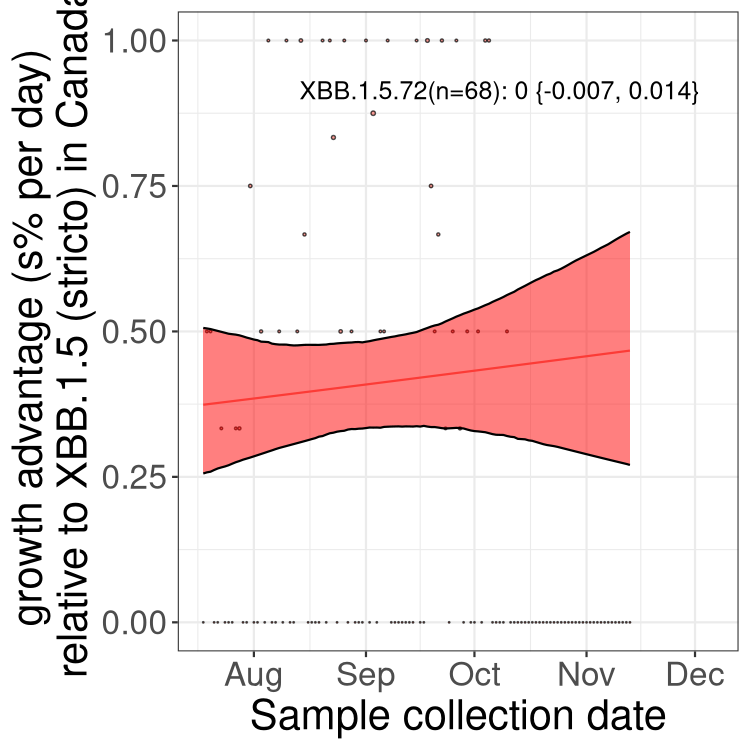 growth advantage (s% per day)
relative to XBB.1.5 (stricto) in Canada
1.00
0.75
0.50
0.25
0.00
XBB.1.5.72(n=68): 0 {-0.007, 0.014}
Aug Sep Oct Nov Dec
Sample collection date